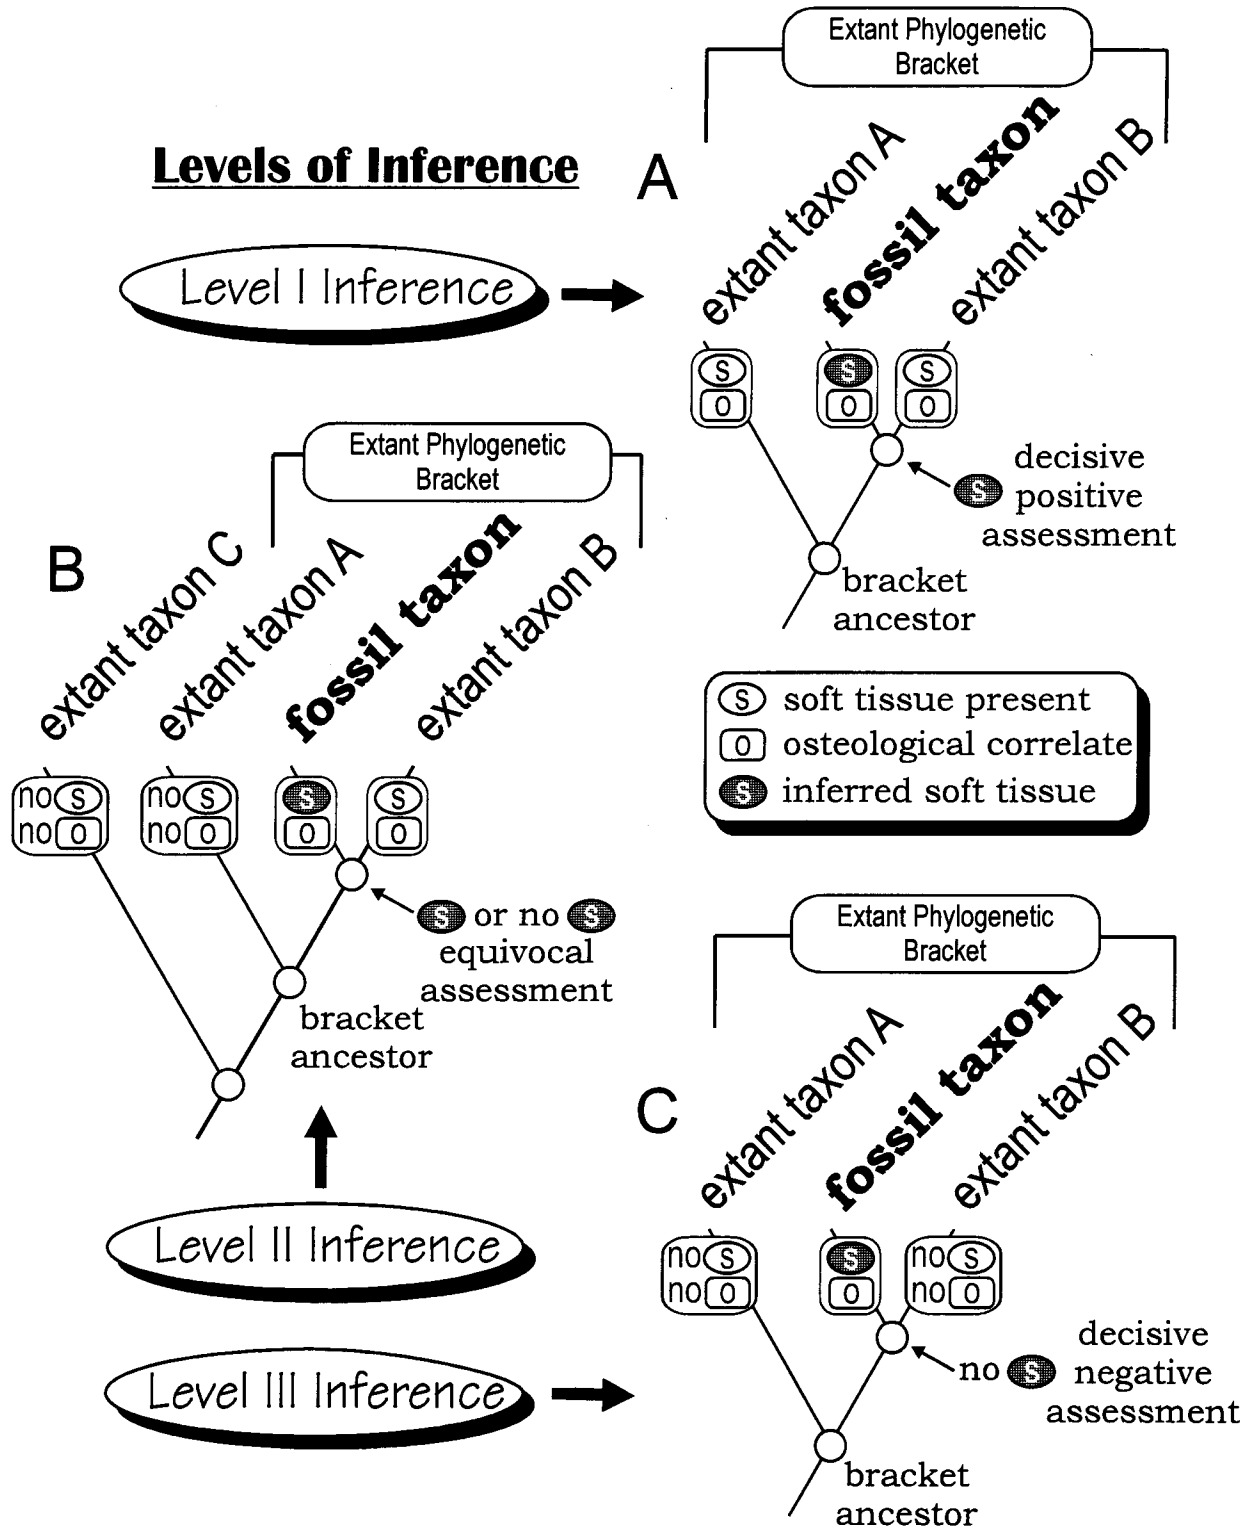 Levels of Inference
Level I Inference
A
Extant Phylogenetic
Bracket
extant taxon A
fossil taxon
extant taxon B
S
O
S
O
S
O
S
decisive
positive
assessment
bracket
ancestor
B
Extant Phylogenetic
Bracket
extant taxon C
extant taxon A
fossil taxon
extant taxon B
no S
no O
no S
no O
S
O
S
O
S or no S
equivocal
assessment
bracket
ancestor
Level II Inference
S soft tissue present
O osteological correlate
S inferred soft tissue
Level III Inference
C
Extant Phylogenetic
Bracket
extant taxon A
fossil taxon
extant taxon B
no S
no O
S
O
no S
no O
no S
decisive
negative
assessment
bracket
ancestor